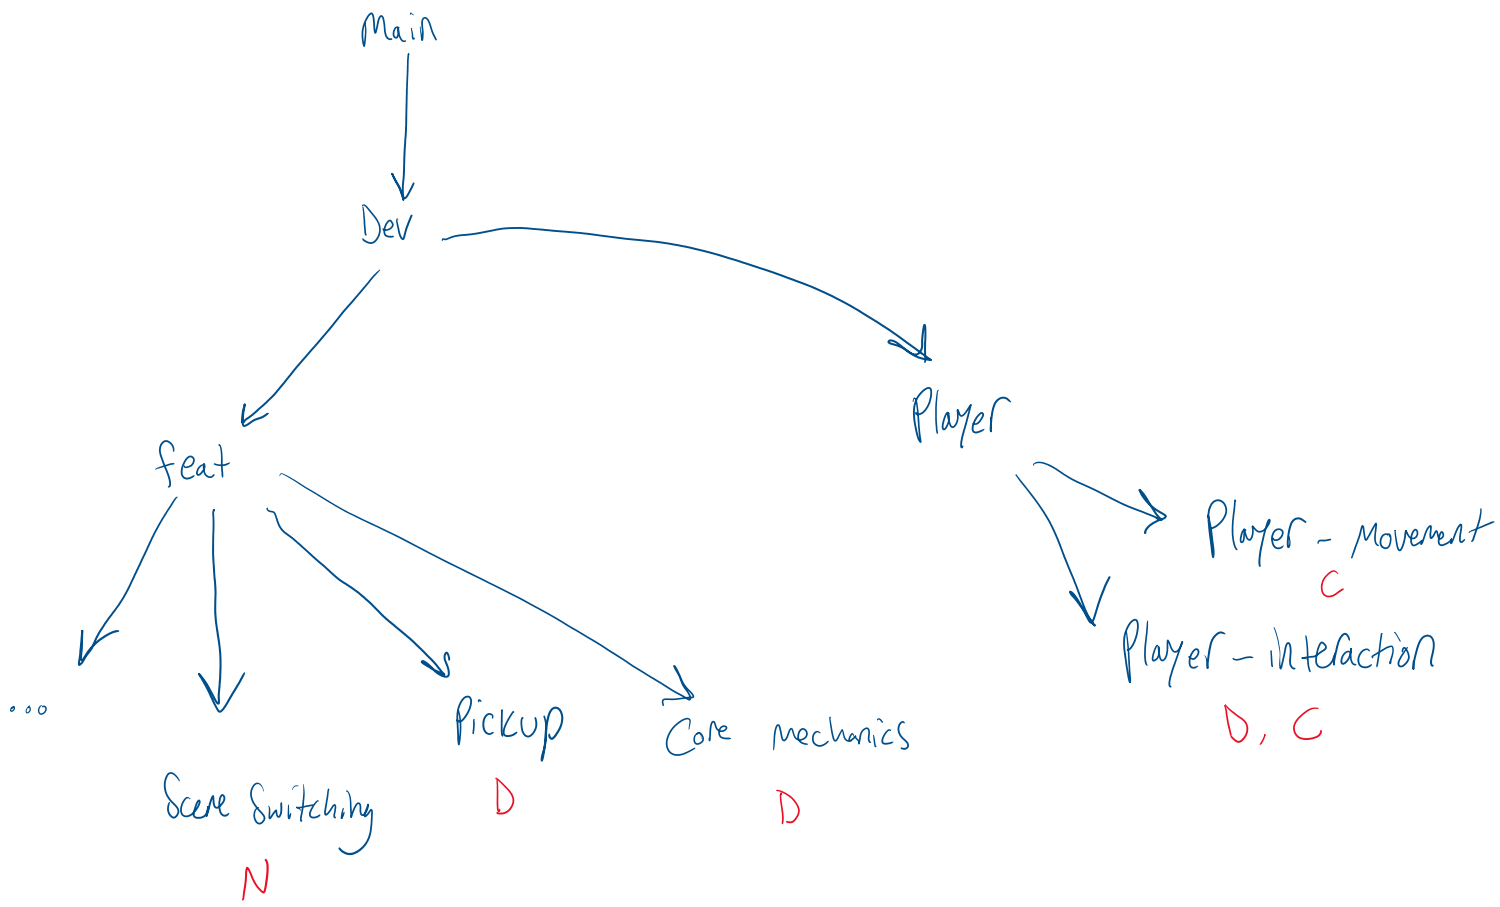 Main
Dev
Player
feat
Player - Movement
C
Player - interaction
D, C
...
Pickup
D
Core mechanics
D
Scene Switching
N